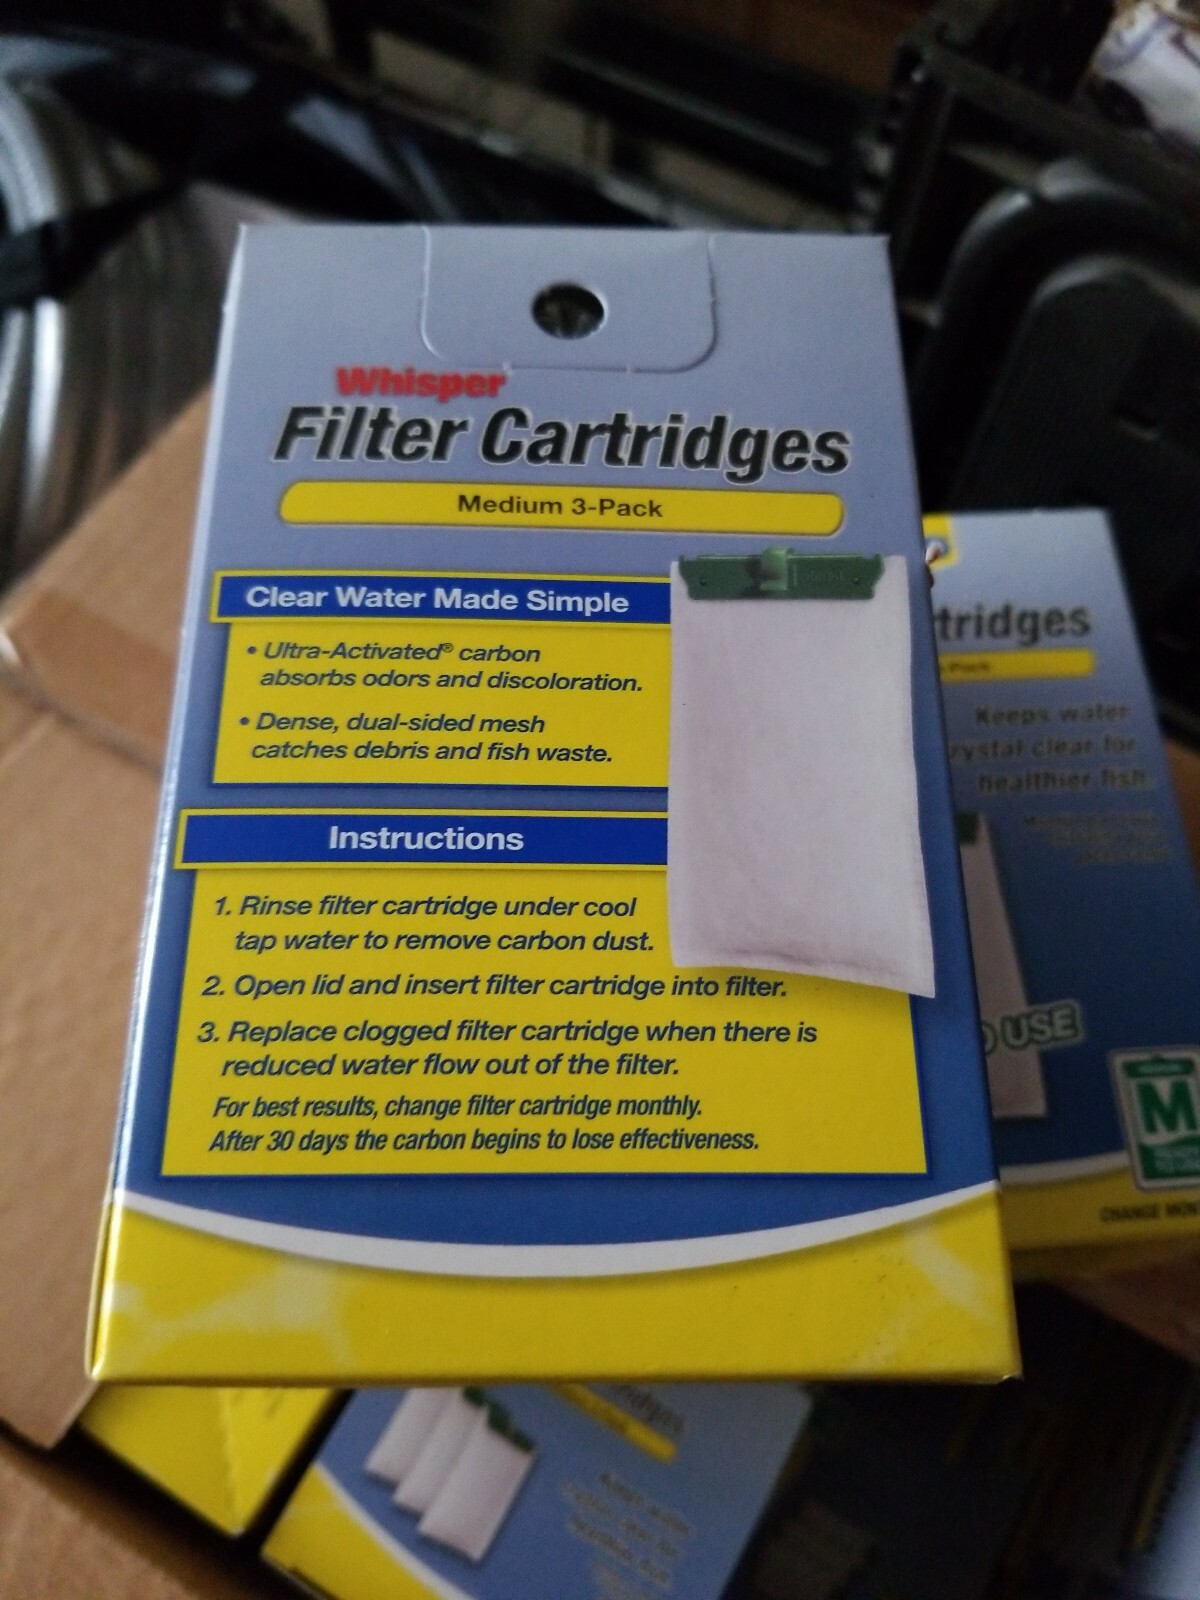 Whisper
Filter Cartridges
Medium 3-Pack
Clear Water Made Simple
• Ultra-Activated® carbon
absorbs odors and discoloration.
• Dense, dual-sided mesh
catches debris and fish waste.
Instructions
1. Rinse filter cartridge under cool
tap water to remove carbon dust.
2. Open lid and insert filter cartridge into filter.
3. Replace clogged filter cartridge when there is
reduced water flow out of the filter.
For best results, change filter cartridge monthly.
After 30 days the carbon begins to lose effectiveness.
tridges
Keeps water
rystal clear for
healthier fish.
USE
M
CHANGE MON